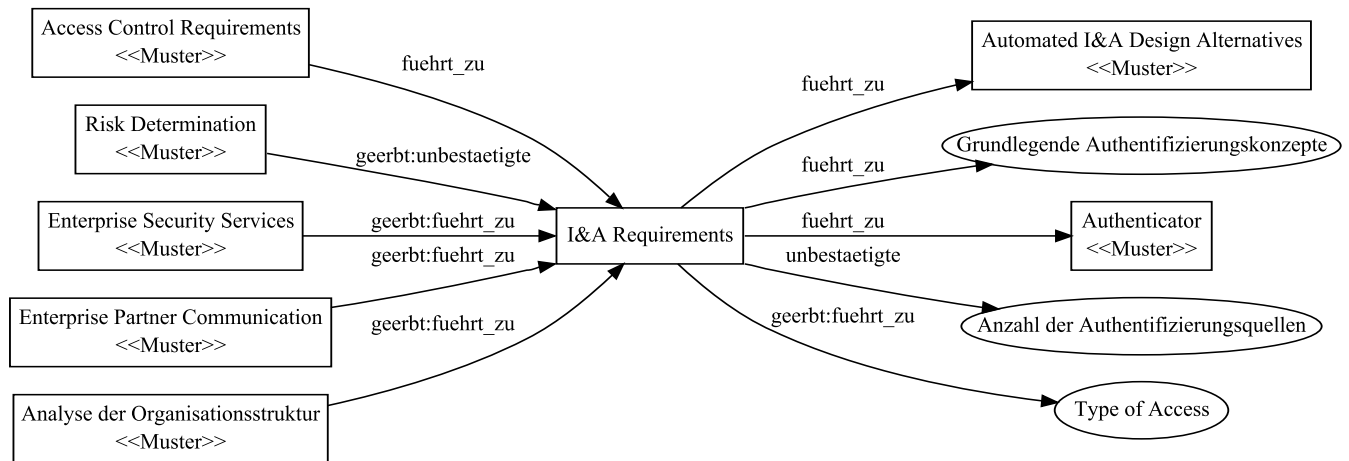 Access Control Requirements
<<Muster>>
fuehrt_zu
Risk Determination
<<Muster>>
geerbt:unbestaetigte
Enterprise Security Services
<<Muster>>
geerbt:fuehrt_zu
Enterprise Partner Communication
<<Muster>>
geerbt:fuehrt_zu
Analyse der Organisationsstruktur
<<Muster>>
geerbt:fuehrt_zu
I&A Requirements
fuehrt_zu
Automated I&A Design Alternatives
<<Muster>>
fuehrt_zu
Grundlegende Authentifizierungskonzepte
fuehrt_zu
Authenticator
<<Muster>>
unbestaetigte
Anzahl der Authentifizierungsquellen
geerbt:fuehrt_zu
Type of Access